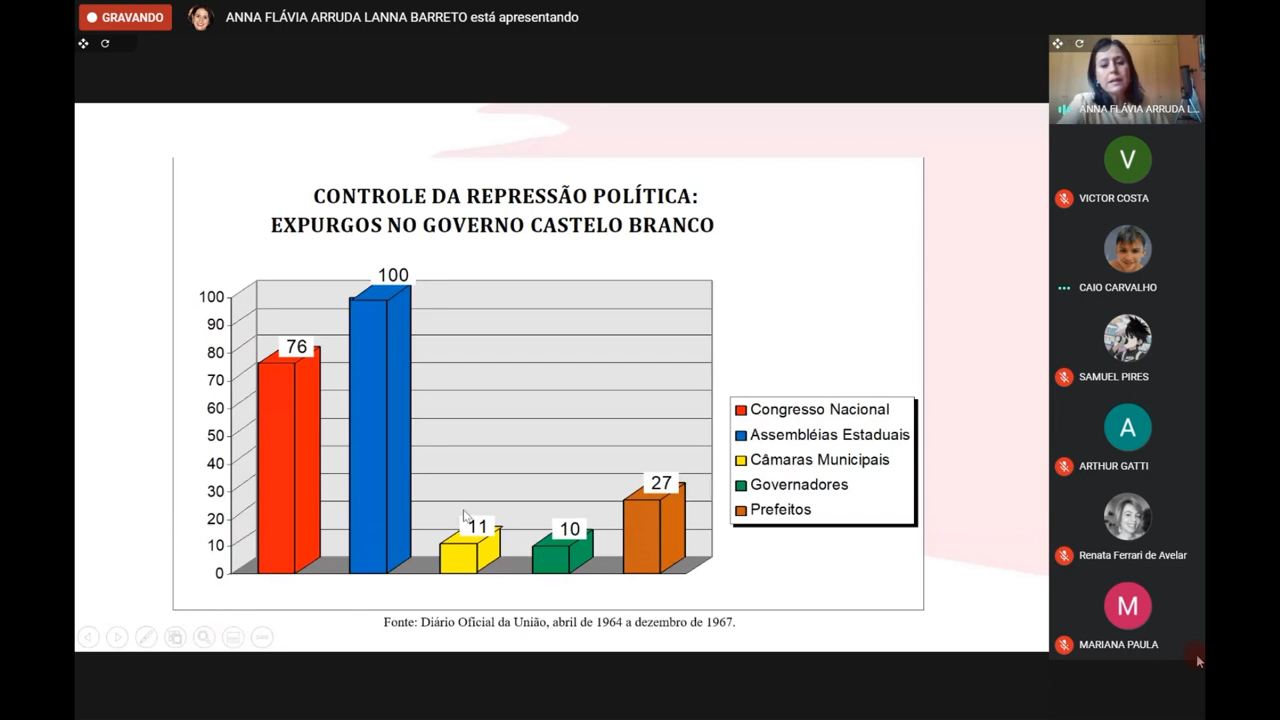 GRAVANDO
ANNA FLÁVIA ARRUDA LANNA BARRETO está apresentando
CONTROLE DA REPRESSÃO POLÍTICA:
EXPURGOS NO GOVERNO CASTELO BRANCO
100
90
80
70
60
50
40
30
20
10
0
76
100
11
10
27
Congresso Nacional
Assembléias Estaduais
Câmaras Municipais
Governadores
Prefeitos
Fonte: Diário Oficial da União, abril de 1964 a dezembro de 1967.
ANNA FLÁVIA ARRUDA L...
V
VICTOR COSTA
CAIO CARVALHO
SAMUEL PIRES
A
ARTHUR GATTI
Renata Ferrari de Avelar
M
MARIANA PAULA